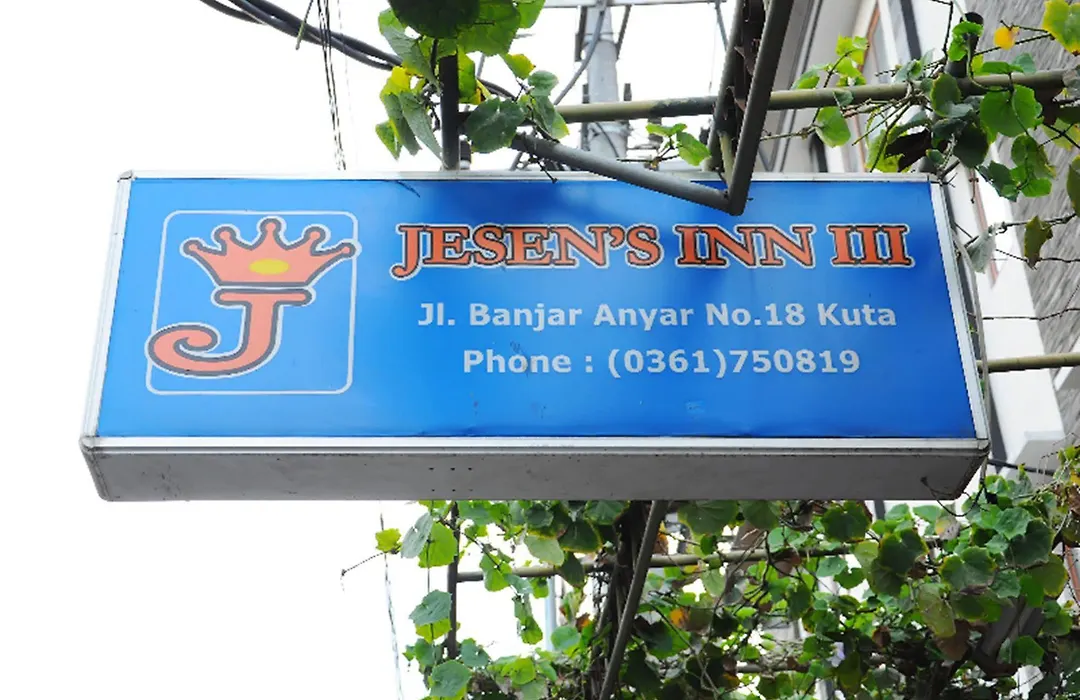 J
JESEN'S INN III
Jl. Banjar Anyar No.18 Kuta
Phone : (0361)750819